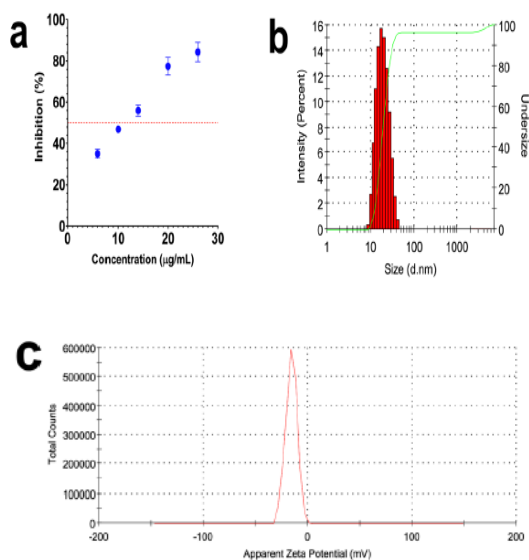 a
100
80
60
40
20
0
Inhibition (%)
0 10 20 30
Concentration (µg/mL)
b
16
14
12
10
8
6
4
2
0
Intensity (Percent)
100
80
60
40
20
0
Undersize
1 10 100 1000
Size (d.nm)
c
600000
500000
400000
300000
200000
100000
0
Total Counts
-200 -100 0 100 200
Apparent Zeta Potential (mV)